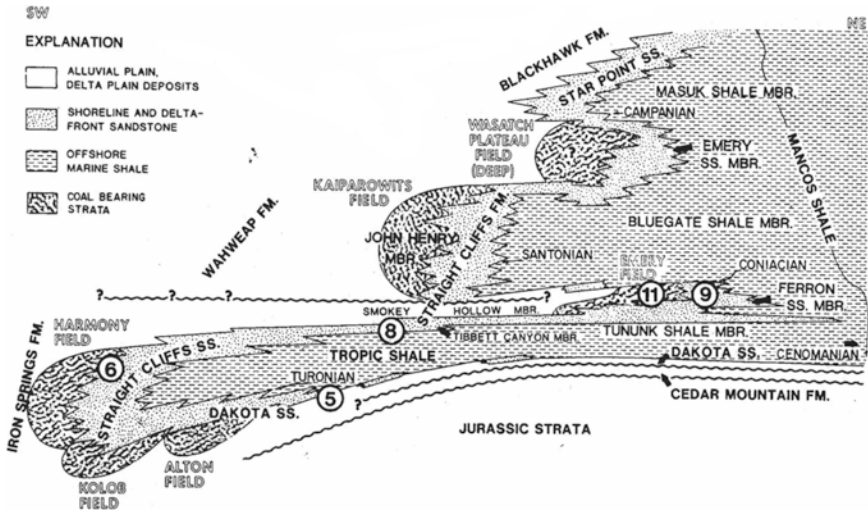 SW
NE
EXPLANATION
ALLUVIAL PLAIN,
DELTA PLAIN DEPOSITS
SHORELINE AND DELTA-
FRONT SANDSTONE
OFFSHORE
MARINE SHALE
COAL BEARING
STRATA
BLACKHAWK FM.
STAR POINT SS.
MASUK SHALE MBR.
CAMPANIAN
WASATCH
PLATEAU
FIELD
(DEEP)
EMERY
SS. MBR.
MANCOS SHALE
KAIPAROWITS
FIELD
WAHWEAP FM.
JOHN HENRY
MBR.
STRAIGHT CLIFFS FM.
BLUEGATE SHALE MBR.
SANTONIAN
EMERY
FIELD
CONIACIAN
11
9
FERRON
SS. MBR.
? ? ? ?
SMOKEY HOLLOW MBR.
HARMONY
FIELD
8
TIBBETT CANYON MBR.
TUNUNK SHALE MBR.
IRON SPRINGS FM.
6
STRAIGHT CLIFFS SS.
TROPIC SHALE
DAKOTA SS.
CENOMANIAN
TURONIAN
5
?
CEDAR MOUNTAIN FM.
DAKOTA SS.
JURASSIC STRATA
ALTON
FIELD
KOLOB
FIELD